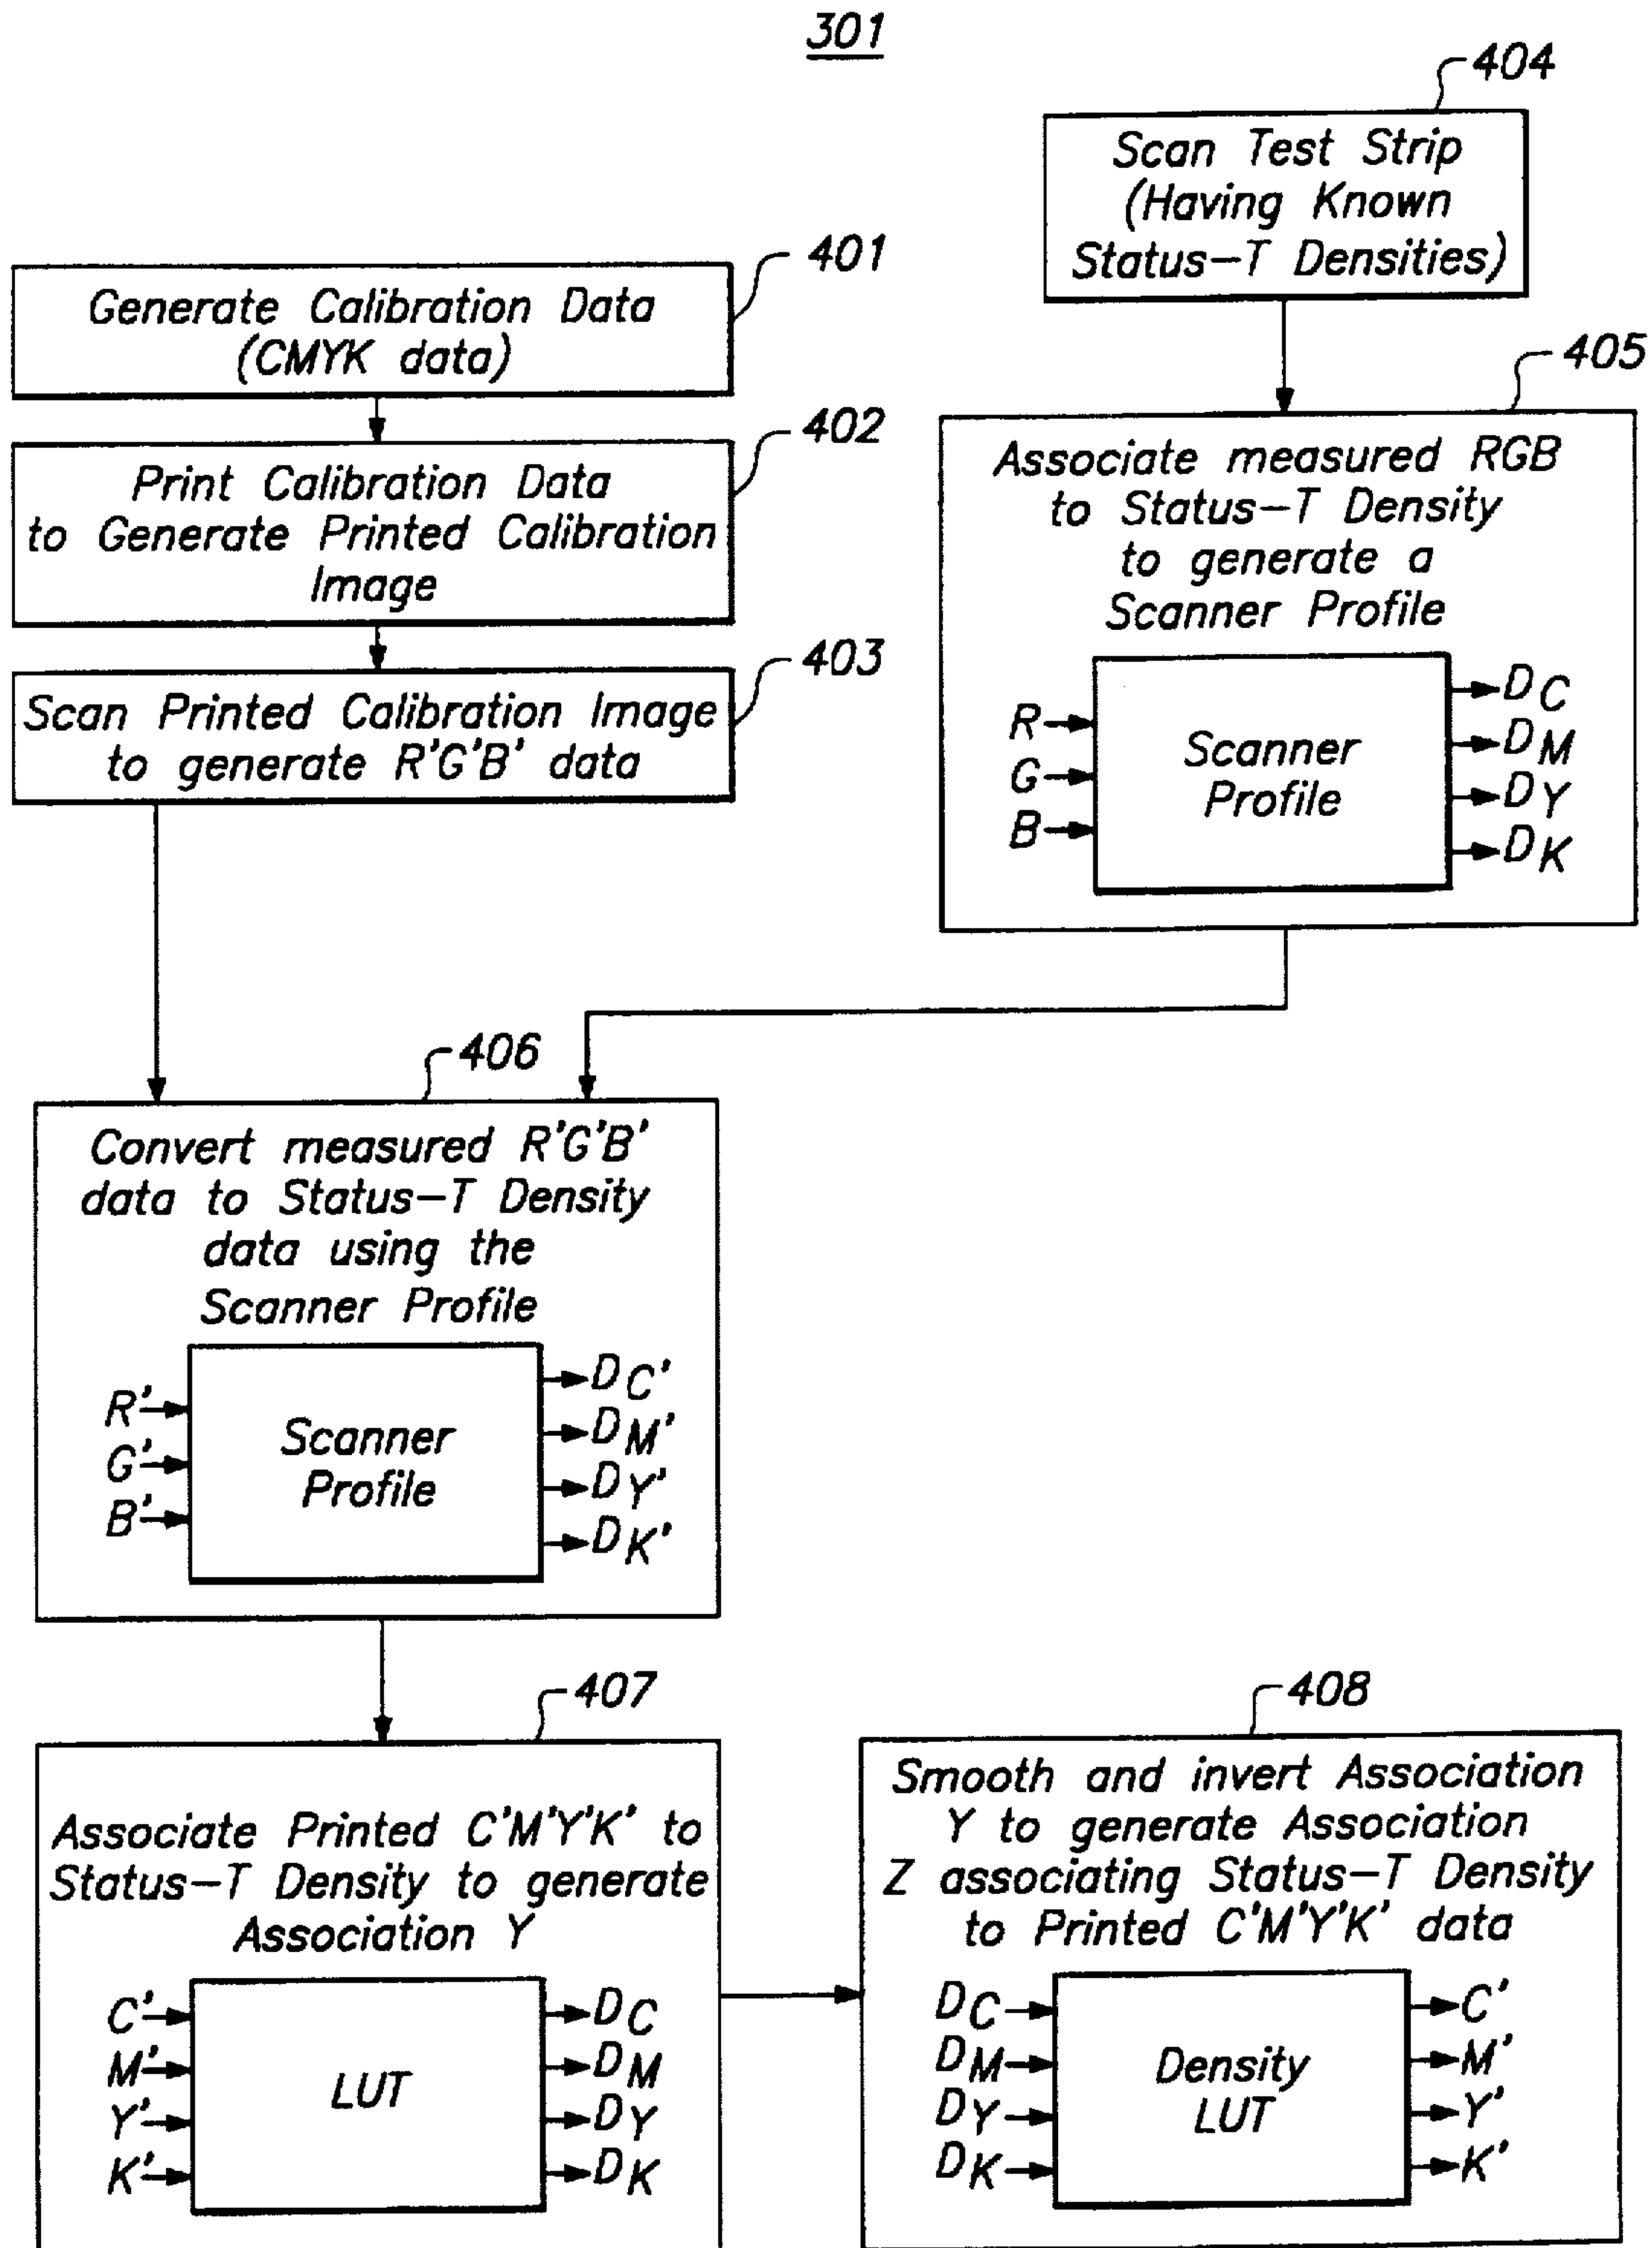 301
404
Scan Test Strip
(Having Known
Status-T Densities)
401
Generate Calibration Data
(CMYK data)
402
Print Calibration Data
to Generate Printed Calibration
Image
403
Scan Printed Calibration Image
to generate R'G'B' data
405
Associate measured RGB
to Status-T Density
to generate a
Scanner Profile
R
G
B
Scanner
Profile
DC
DM
DY
DK
406
Convert measured R'G'B'
data to Status-T Density
data using the
Scanner Profile
R'
G'
B'
Scanner
Profile
DC'
DM'
DY'
DK'
407
Associate Printed C'M'Y'K' to
Status-T Density to generate
Association Y
C'
M'
Y'
K'
LUT
DC
DM
DY
DK
408
Smooth and invert Association
Y to generate Association
Z associating Status-T Density
to Printed C'M'Y'K' data
DC
DM
DY
DK
Density
LUT
C'
M'
Y'
K'